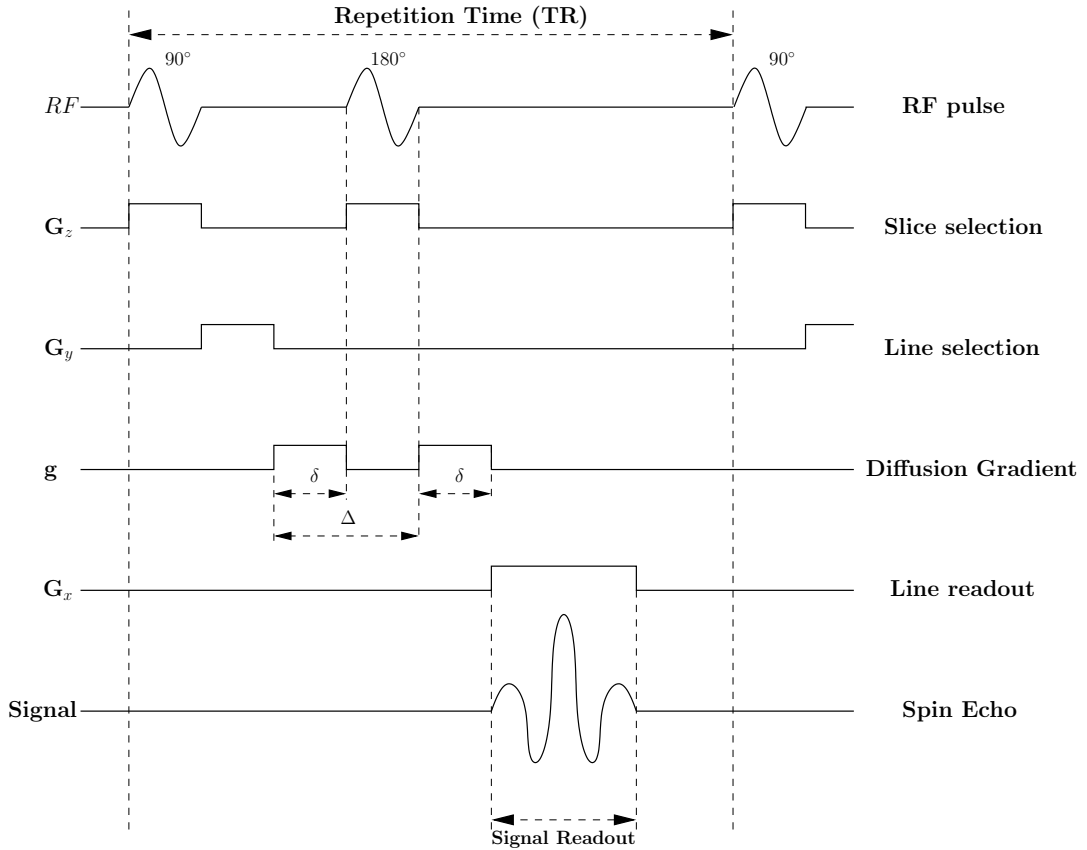 Repetition Time (TR)
90° 180° 90°
RF RF pulse
G_z Slice selection
G_y Line selection
g Diffusion Gradient
δ δ
Δ
G_x Line readout
Signal Spin Echo
Signal Readout